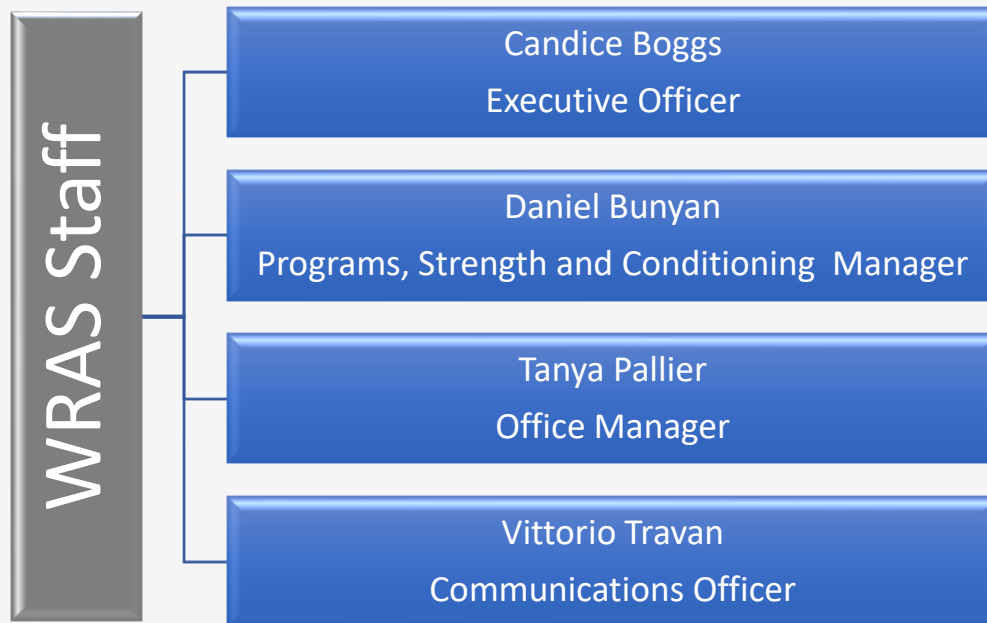 WRAS Staff
Candice Boggs
Executive Officer
Daniel Bunyan
Programs, Strength and Conditioning  Manager
Tanya Pallier
Office Manager
Vittorio Travan
Communications Officer